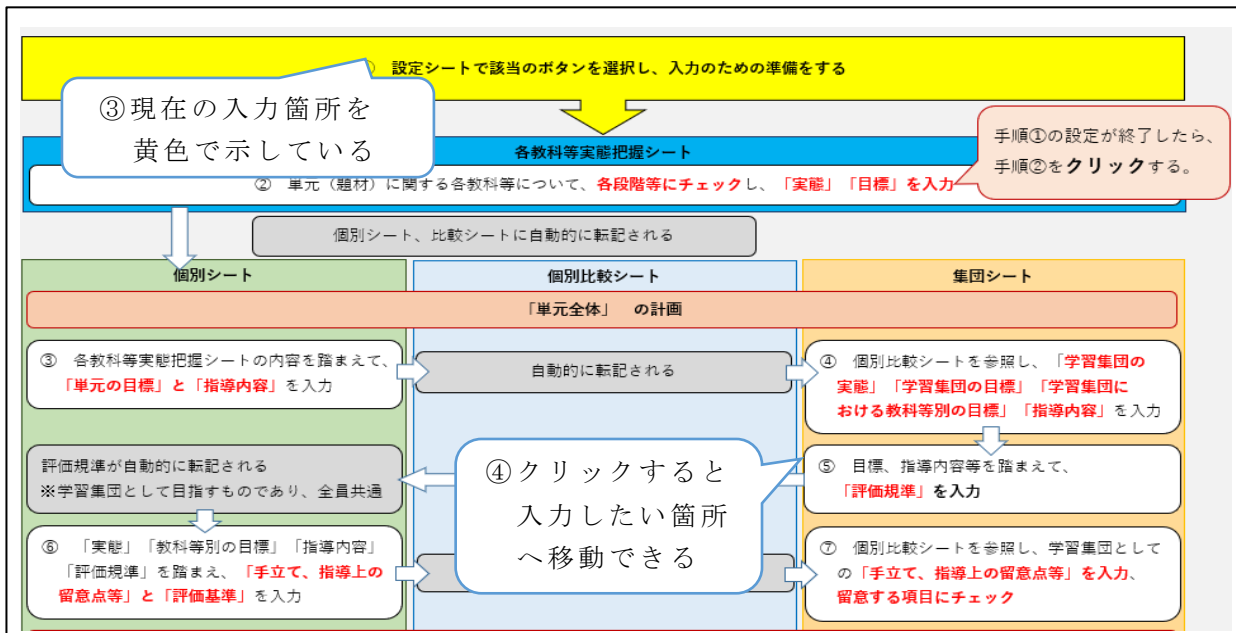 設定シートで該当のボタンを選択し、入力のための準備をする
③現在の入力箇所を
黄色で示している
手順①の設定が終了したら、
手順②をクリックする。
各教科等実態把握シート
② 単元（題材）に関する各教科等について、各段階等にチェックし、「実態」「目標」を入力
個別シート、比較シートに自動的に転記される
個別シート
個別比較シート
集団シート
「単元全体」 の計画
③ 各教科等実態把握シートの内容を踏まえて、
「単元の目標」と「指導内容」を入力
自動的に転記される
④ 個別比較シートを参照し、「学習集団の
実態」「学習集団の目標」「学習集団に
おける教科等別の目標」「指導内容」を入力
評価規準が自動的に転記される
※学習集団として目指すものであり、全員共通
④クリックすると
入力したい箇所
へ移動できる
⑤ 目標、指導内容等を踏まえて、
「評価規準」を入力
⑥ 「実態」「教科等別の目標」「指導内容」
「評価規準」を踏まえ、「手立て、指導上の
留意点等」と「評価基準」を入力
⑦ 個別比較シートを参照し、学習集団として
の「手立て、指導上の留意点等」を入力、
留意する項目にチェック